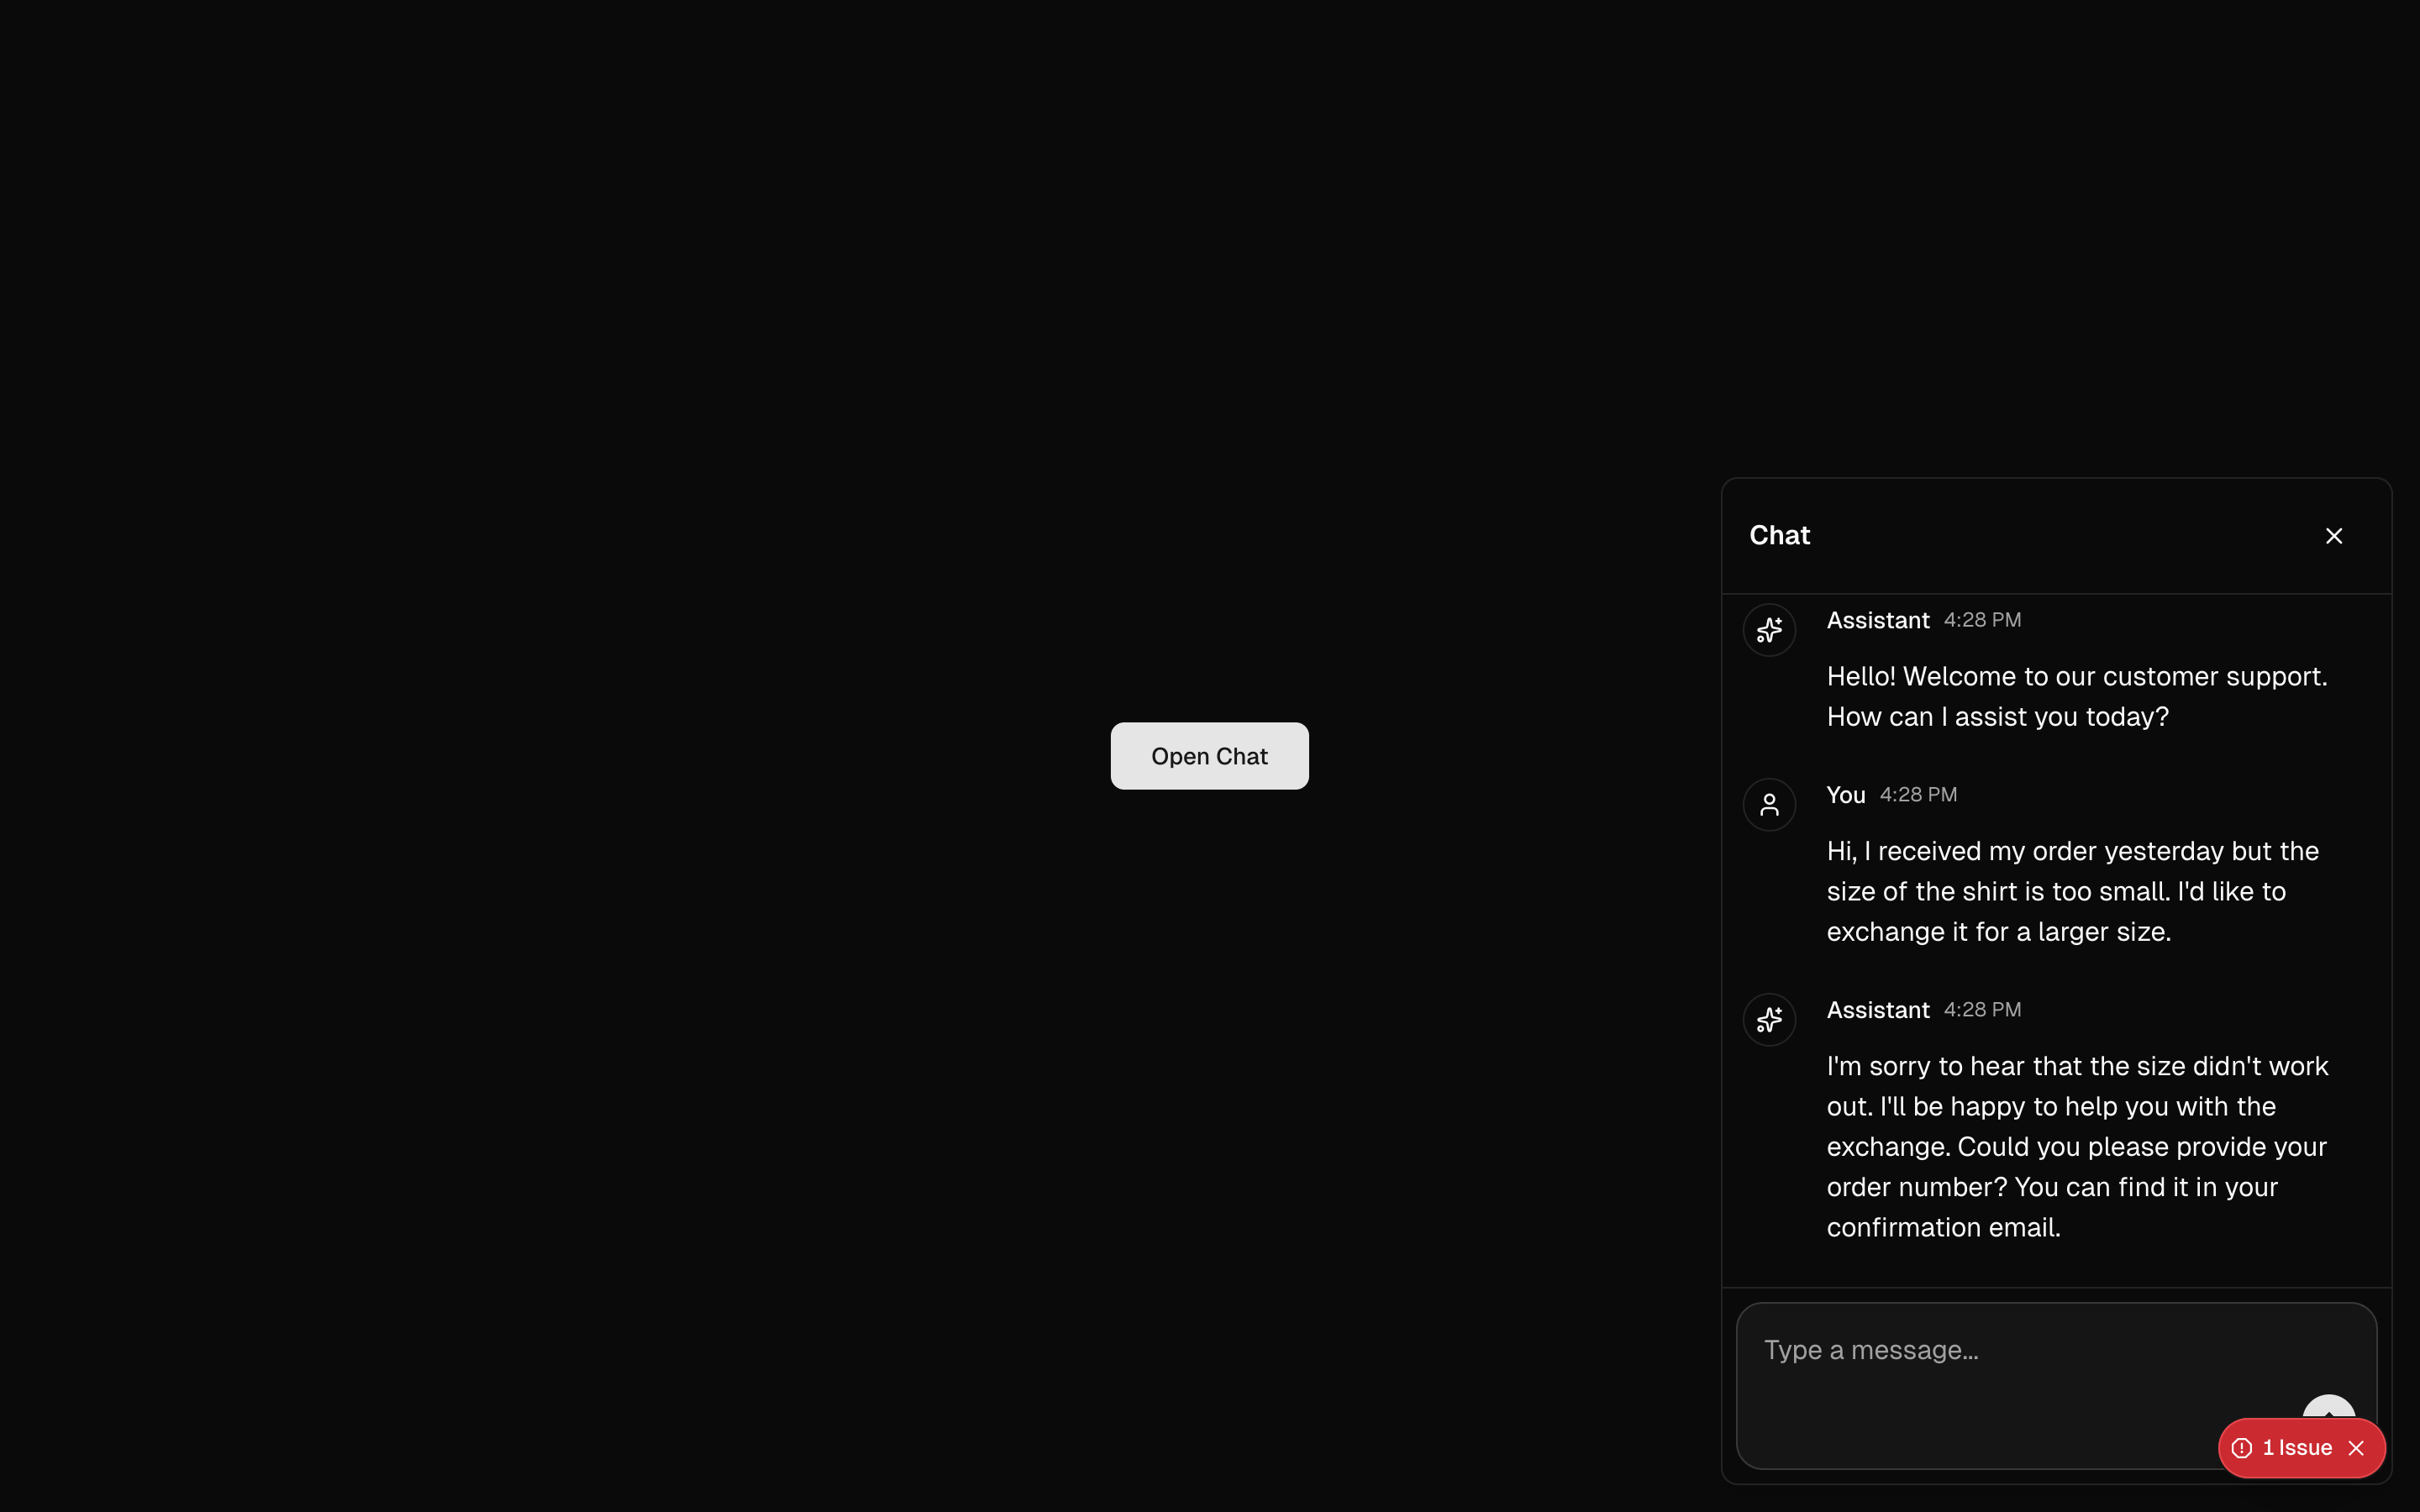 Open Chat
Chat
Assistant 4:28 PM
Hello! Welcome to our customer support.
How can I assist you today?
You 4:28 PM
Hi, I received my order yesterday but the
size of the shirt is too small. I'd like to
exchange it for a larger size.
Assistant 4:28 PM
I'm sorry to hear that the size didn't work
out. I'll be happy to help you with the
exchange. Could you please provide your
order number? You can find it in your
confirmation email.
Type a message...
1 Issue